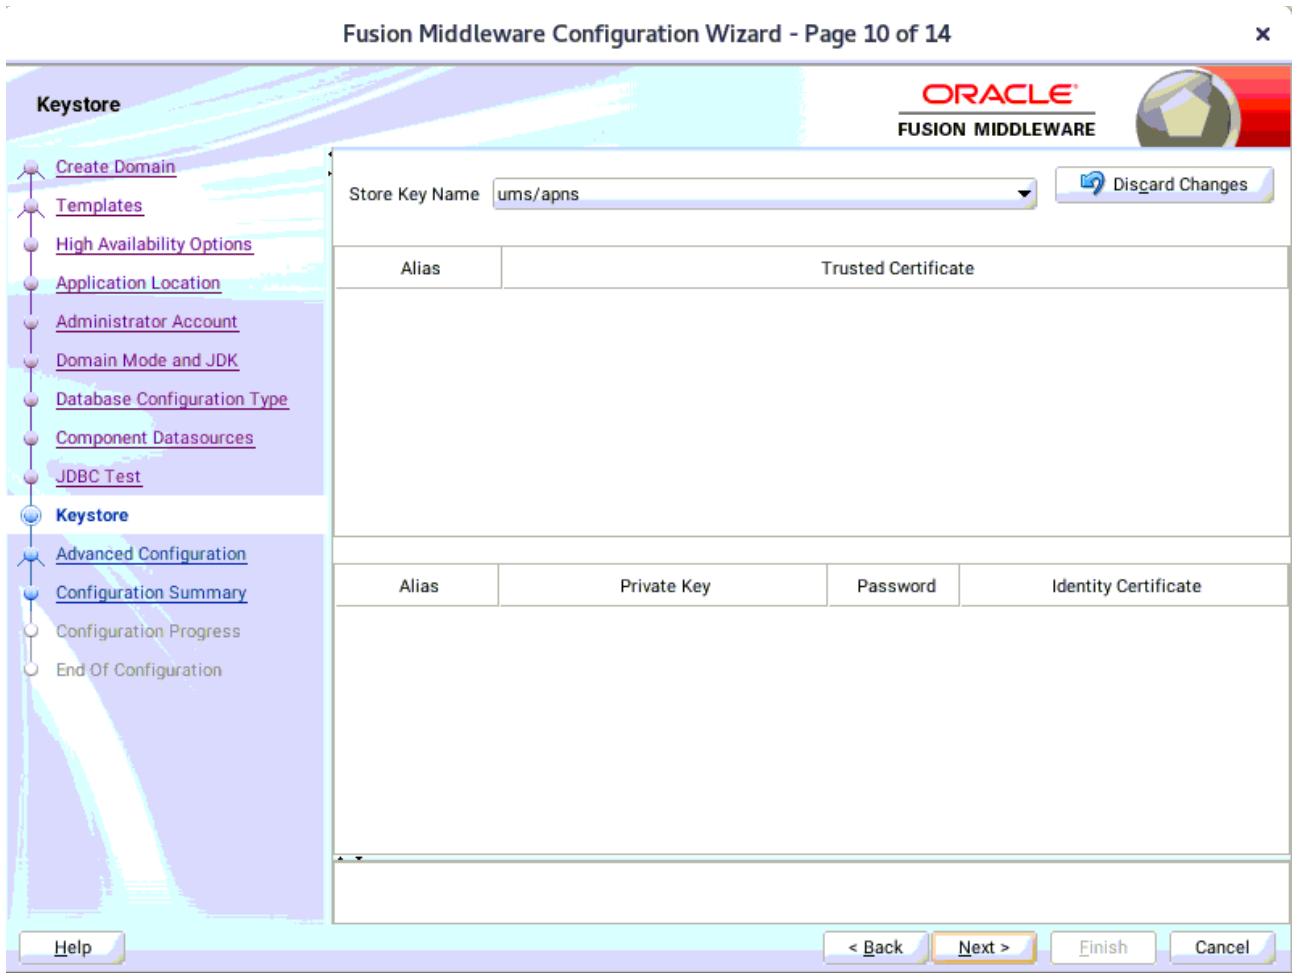 Fusion Middleware Configuration Wizard - Page 10 of 14
Keystore
ORACLE
FUSION MIDDLEWARE
Create Domain
Templates
High Availability Options
Application Location
Administrator Account
Domain Mode and JDK
Database Configuration Type
Component Datasources
JDBC Test
Keystore
Advanced Configuration
Configuration Summary
Configuration Progress
End Of Configuration
Store Key Name ums/apns Discard Changes
Alias Trusted Certificate
Alias Private Key Password Identity Certificate
Help < Back Next > Finish Cancel